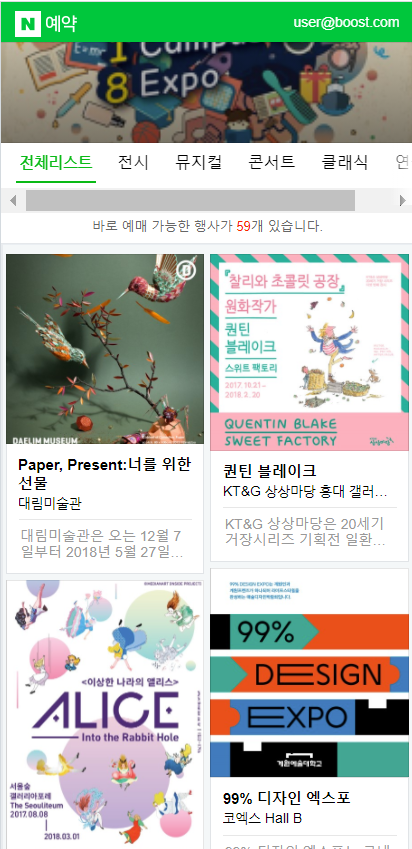 N 예약
user@boost.com
1 Campu
8 Expo
전체리스트 전시 뮤지컬 콘서트 클래식 연
바로 예매 가능한 행사가 59개 있습니다.
DAELIM MUSEUM
Paper, Present:너를 위한
선물
대림미술관
대림미술관은 오는 12월 7
일부터 2018년 5월 27일...
찰리와 초콜릿 공장
원화작가
퀀틴
블레이크
스위트 팩토리
2017.10.21~
2018.2.20
QUENTIN BLAKE
SWEET FACTORY
퀀틴 블레이크
KT&G 상상마당 홍대 갤러...
KT&G 상상마당은 20세기
거장시리즈 기획전 일환...
<이상한 나라의 앨리스>
ALICE
Into the Rabbit Hole
서울숲
갤러리아포레
The Seouliteum
2017.08.08
2018.03.01
99%
DESIGN
EXPO
계원예술대학교
99% 디자인 엑스포
코엑스 Hall B